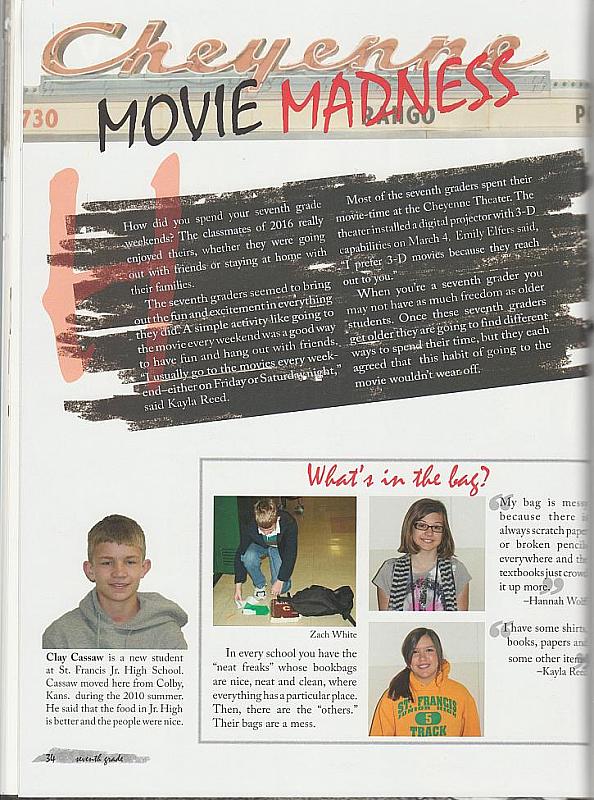 Cheyenne
730
RANGO
P
MOVIE MADNESS
How did you spend your seventh grade
weekends? The classmates of 2016 really
enjoyed theirs, whether they were going
out with friends or staying at home with
their families.
The seventh graders seemed to bring
out the fun and excitement in everything
they did. A simple activity like going to
the movie every weekend was a good way
to have fun and hang out with friends.
"I usually go to the movies every week-
end–either on Friday or Saturday night,"
said Kayla Reed.
Most of the seventh graders spent their
movie-time at the Cheyenne Theater. The
theater installed a digital projector with 3-D
capabilities on March 4. Emily Elfers said,
"I prefer 3-D movies because they reach
out to you."
When you're a seventh grader you
may not have as much freedom as older
students. Once these seventh graders
get older they are going to find different
ways to spend their time, but they each
agreed that this habit of going to the
movie wouldn't wear off.
Clay Cassaw is a new student
at St. Francis Jr. High School.
Cassaw moved here from Colby,
Kans. during the 2010 summer.
He said that the food in Jr. High
is better and the people were nice.
What's in the bag?
Zach White
In every school you have the
"neat freaks" whose bookbags
are nice, neat and clean, where
everything has a particular place.
Then, there are the "others."
Their bags are a mess.
“My bag is mess
because there i
always scratch pape
or broken pencil
everywhere and th
textbooks just crow
it up more.”
–Hannah Wol
“I have some shirts
books, papers an
some other item
–Kayla Ree
ST. FRANCIS
JUNIOR HIGH
5
TRACK
34
seventh grade